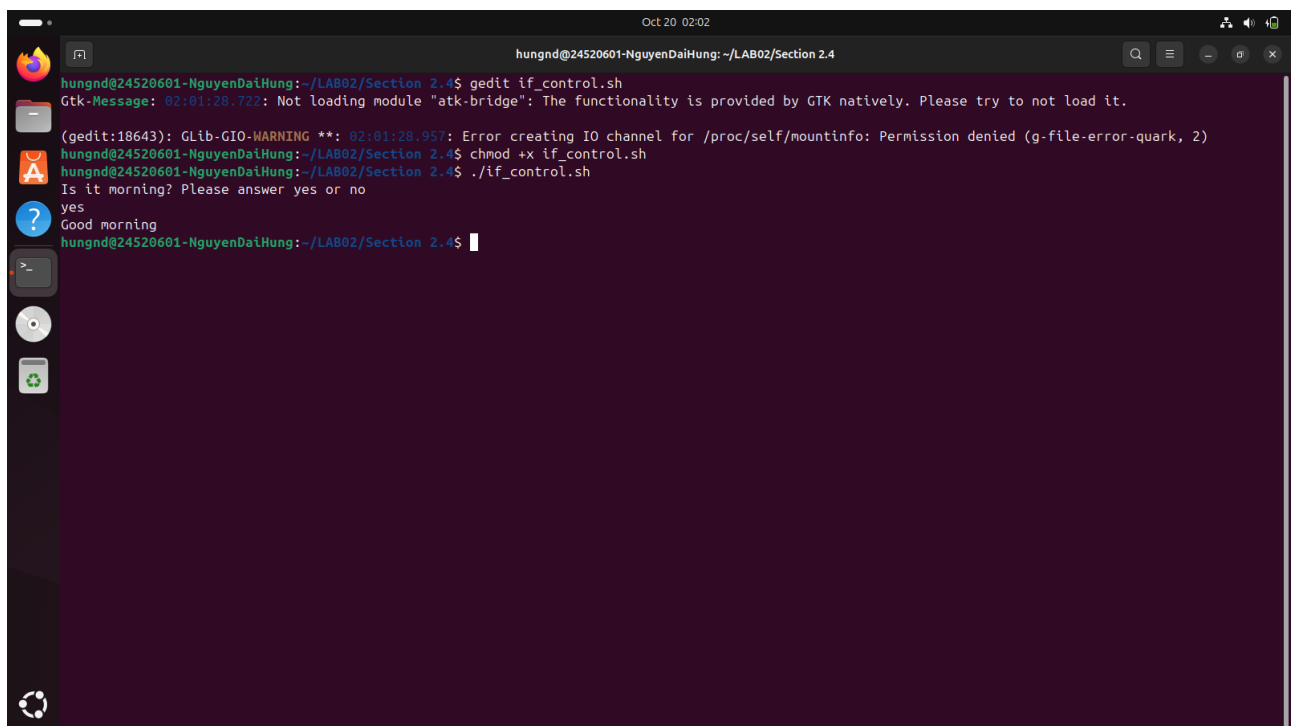 Oct 20 02:02
hungnd@24520601-NguyenDaiHung: ~/LAB02/Section 2.4
hungnd@24520601-NguyenDaiHung:~/LAB02/Section 2.4$ gedit if_control.sh
Gtk-Message: 02:01:28.722: Not loading module "atk-bridge": The functionality is provided by GTK natively. Please try to not load it.
(gedit:18643): GLib-GIO-WARNING **: 02:01:28.957: Error creating IO channel for /proc/self/mountinfo: Permission denied (g-file-error-quark, 2)
hungnd@24520601-NguyenDaiHung:~/LAB02/Section 2.4$ chmod +x if_control.sh
hungnd@24520601-NguyenDaiHung:~/LAB02/Section 2.4$ ./if_control.sh
Is it morning? Please answer yes or no
yes
Good morning
hungnd@24520601-NguyenDaiHung:~/LAB02/Section 2.4$